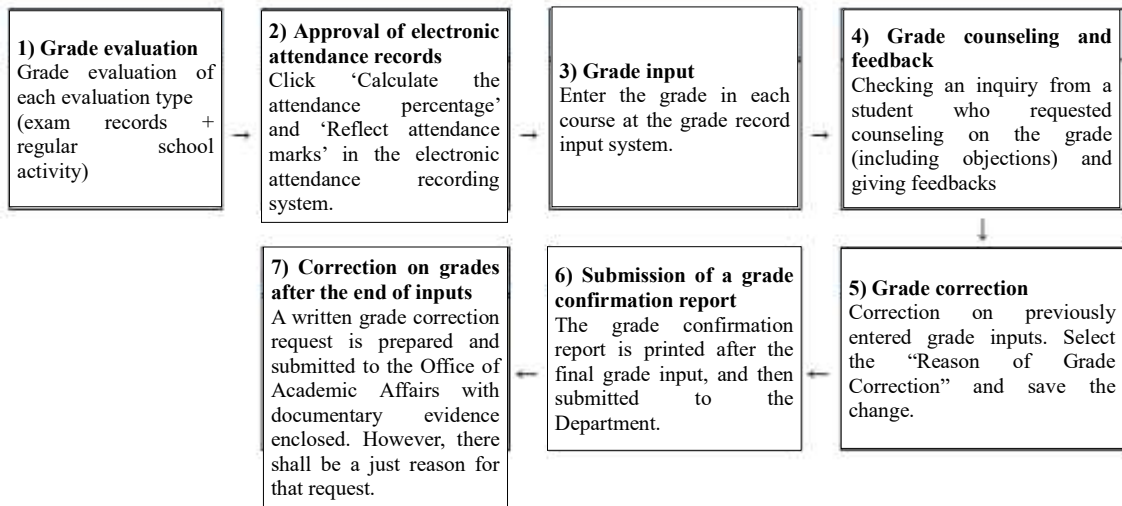 1) Grade evaluation
Grade evaluation of
each evaluation type
(exam records +
regular school
activity)
→
2) Approval of electronic
attendance records
Click ‘Calculate the
attendance percentage’
and ‘Reflect attendance
marks’ in the electronic
attendance recording
system.
→
3) Grade input
Enter the grade in each
course at the grade record
input system.
→
4) Grade counseling and
feedback
Checking an inquiry from a
student who requested
counseling on the grade
(including objections) and
giving feedbacks
↓
5) Grade correction
Correction on previously
entered grade inputs. Select
the “Reason of Grade
Correction” and save the
change.
←
6) Submission of a grade
confirmation report
The grade confirmation
report is printed after the
final grade input, and then
submitted to the
Department.
←
7) Correction on grades
after the end of inputs
A written grade correction
request is prepared and
submitted to the Office of
Academic Affairs with
documentary evidence
enclosed. However, there
shall be a just reason for
that request.